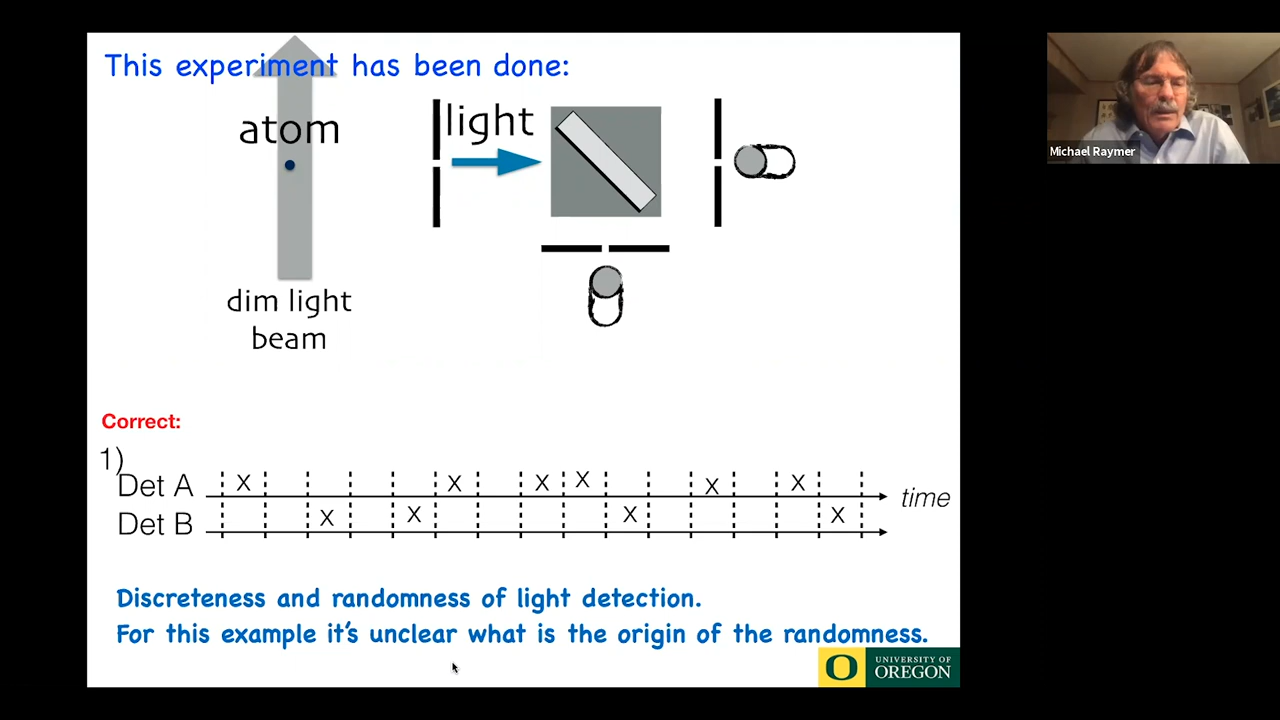 This experiment has been done:
atom
light
dim light
beam
Michael Raymer
Correct:
1)
Det A X X X X X X
Det B X X X X
time
Discreteness and randomness of light detection.
For this example it's unclear what is the origin of the randomness.
O
UNIVERSITY OF
OREGON